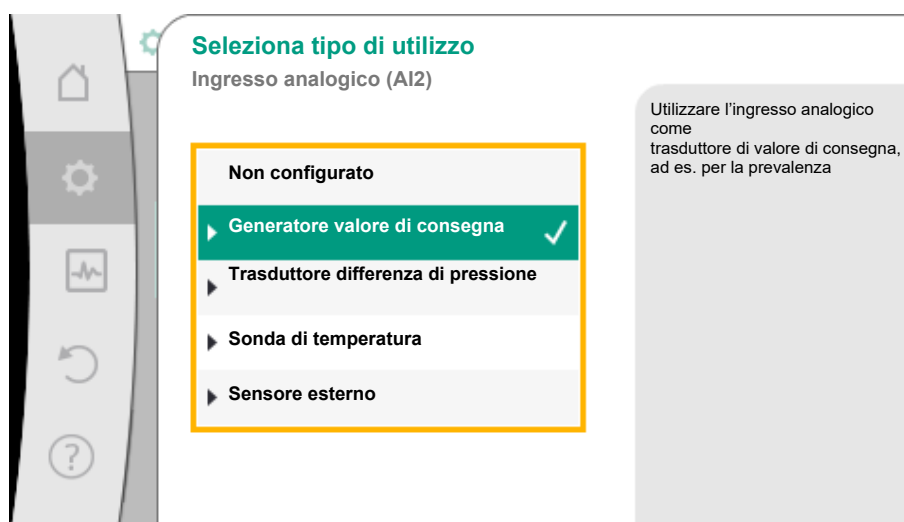 Seleziona tipo di utilizzo
Ingresso analogico (AI2)
Non configurato
Generatore valore di consegna
Trasduttore differenza di pressione
Sonda di temperatura
Sensore esterno
Utilizzare l'ingresso analogico
come
trasduttore di valore di consegna,
ad es. per la prevalenza